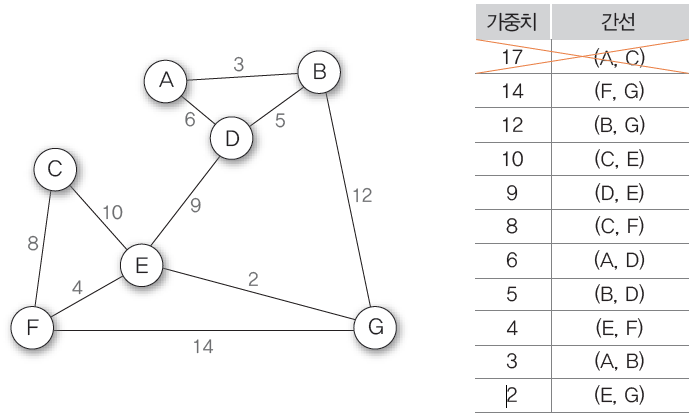 A
3
B
6
D
5
C
10
9
12
8
E
4
2
F
14
G
가중치 간선
17 (A, C)
14 (F, G)
12 (B, G)
10 (C, E)
9 (D, E)
8 (C, F)
6 (A, D)
5 (B, D)
4 (E, F)
3 (A, B)
2 (E, G)